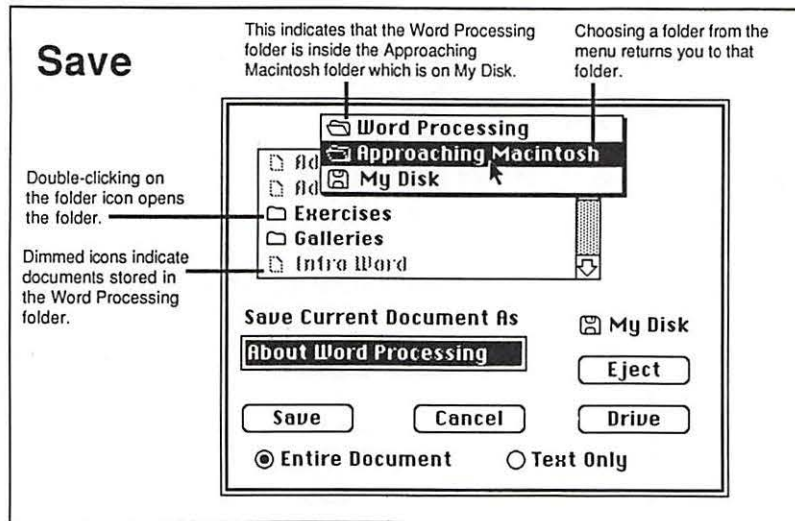 Save
This indicates that the Word Processing
folder is inside the Approaching
Macintosh folder which is on My Disk.
Choosing a folder from the
menu returns you to that
folder.
Word Processing
Approaching Macintosh
My Disk
Ad
Ad
Exercises
Galleries
Intro Word
Double-clicking on
the folder icon opens
the folder.
Dimmed icons indicate
documents stored in
the Word Processing
folder.
Save Current Document As
About Word Processing
My Disk
Eject
Save
Cancel
Drive
Entire Document
Text Only